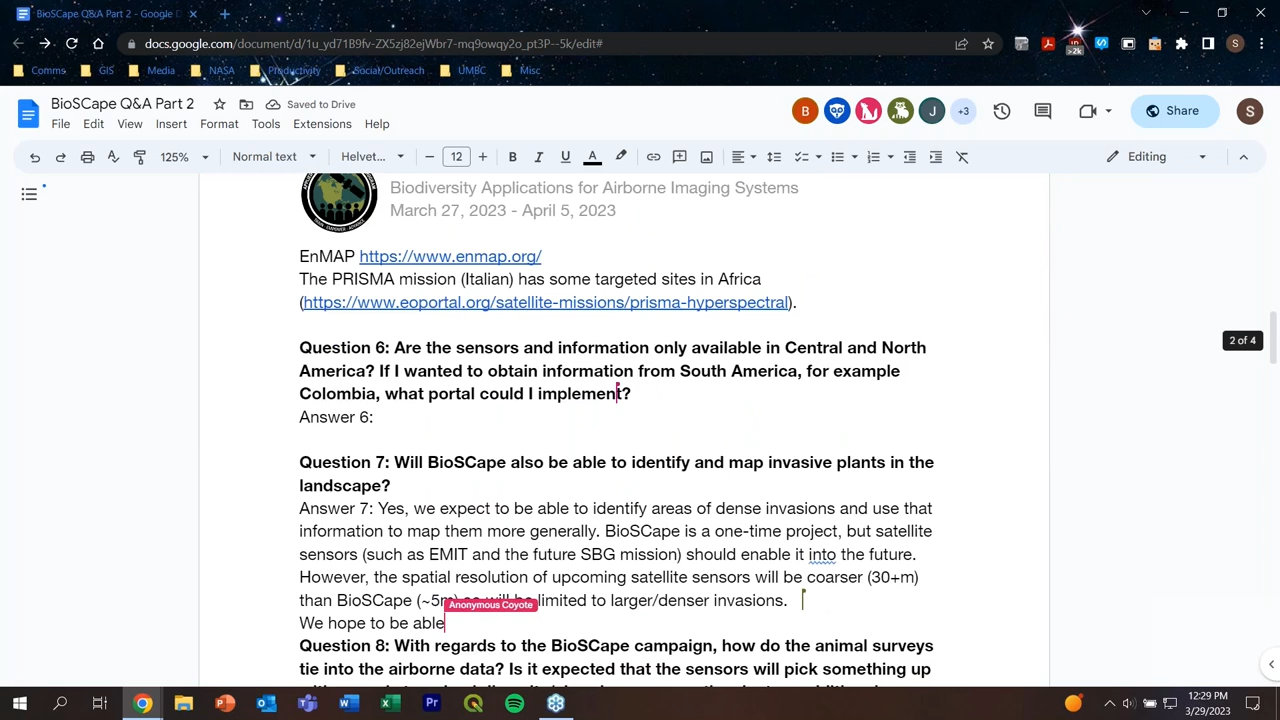 BioSCape Q&A Part 2 - Google D
docs.google.com/document/d/1u_yd71B9fv-ZX5zj82ejWbr7-mq9owqy2o_pt3P--5k/edit#
>2k
S
Comms
GIS
Media
NASA
Productivity
Social/Outreach
UMBC
Misc
BioSCape Q&A Part 2
Saved to Drive
B
J
+3
Share
S
File
Edit
View
Insert
Format
Tools
Extensions
Help
125%
Normal text
Helvet...
12
Editing
Biodiversity Applications for Airborne Imaging Systems
March 27, 2023 - April 5, 2023
EnMAP https://www.enmap.org/
The PRISMA mission (Italian) has some targeted sites in Africa
(https://www.eoportal.org/satellite-missions/prisma-hyperspectral).
Question 6: Are the sensors and information only available in Central and North
America? If I wanted to obtain information from South America, for example
Colombia, what portal could I implement?
Answer 6:
2 of 4
Question 7: Will BioSCape also be able to identify and map invasive plants in the
landscape?
Answer 7: Yes, we expect to be able to identify areas of dense invasions and use that
information to map them more generally. BioSCape is a one-time project, but satellite
sensors (such as EMIT and the future SBG mission) should enable it into the future.
However, the spatial resolution of upcoming satellite sensors will be coarser (30+m)
than BioSCape (~5m) so will be limited to larger/denser invasions.
Anonymous Coyote
We hope to be able
Question 8: With regards to the BioSCape campaign, how do the animal surveys
tie into the airborne data? Is it expected that the sensors will pick something up
12:29 PM
3/29/2023